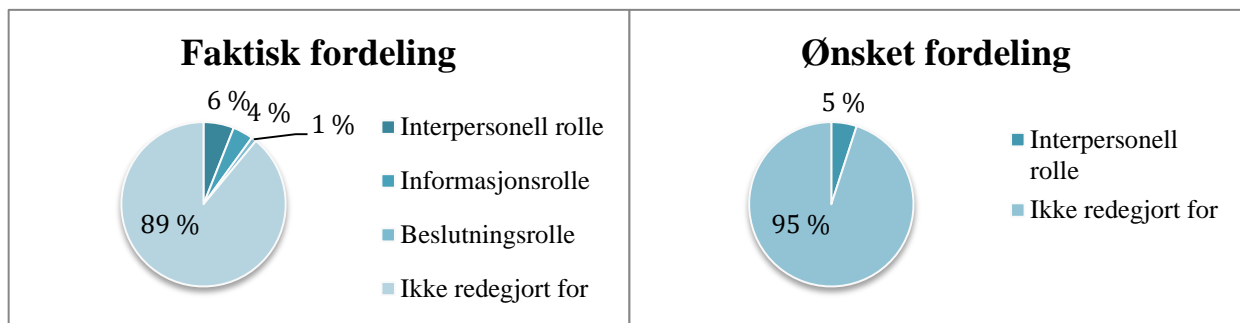 Faktisk fordeling
6 %
4 %
1 %
89 %
Interpersonell rolle
Informasjonsrolle
Beslutningsrolle
Ikke redegjort for
Ønsket fordeling
5 %
95 %
Interpersonell
rolle
Ikke redegjort for